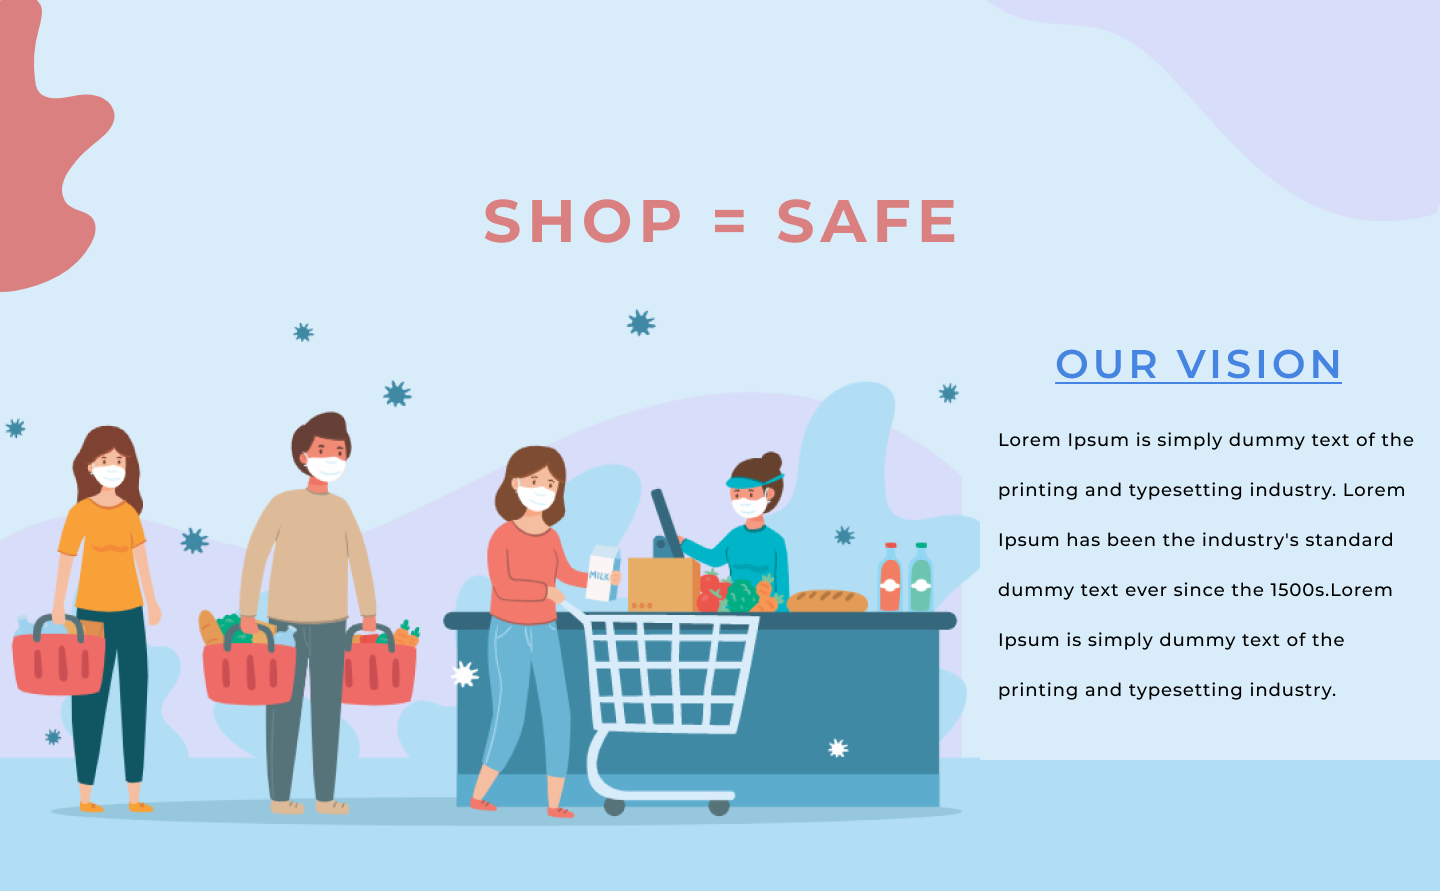 SHOP = SAFE
OUR VISION
Lorem Ipsum is simply dummy text of the
printing and typesetting industry. Lorem
Ipsum has been the industry's standard
dummy text ever since the 1500s.Lorem
Ipsum is simply dummy text of the
printing and typesetting industry.
MILK